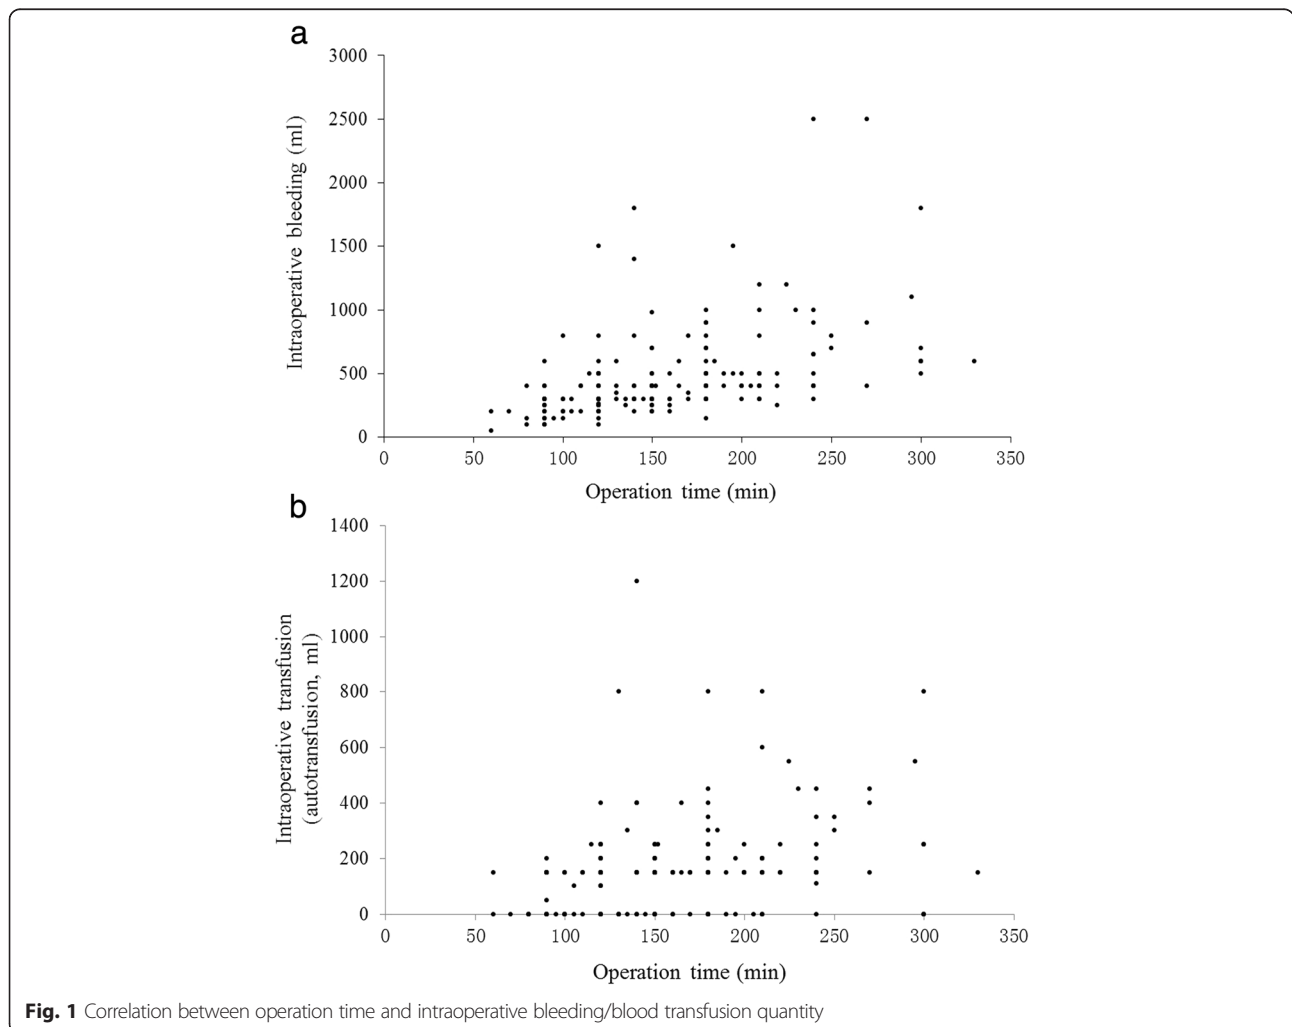 a
3000
2500
2000
1500
1000
500
0
Intraoperative bleeding (ml)
0 50 100 150 200 250 300 350
Operation time (min)
b
1400
1200
1000
800
600
400
200
0
Intraoperative transfusion
(autotransfusion, ml)
0 50 100 150 200 250 300 350
Operation time (min)
Fig. 1 Correlation between operation time and intraoperative bleeding/blood transfusion quantity